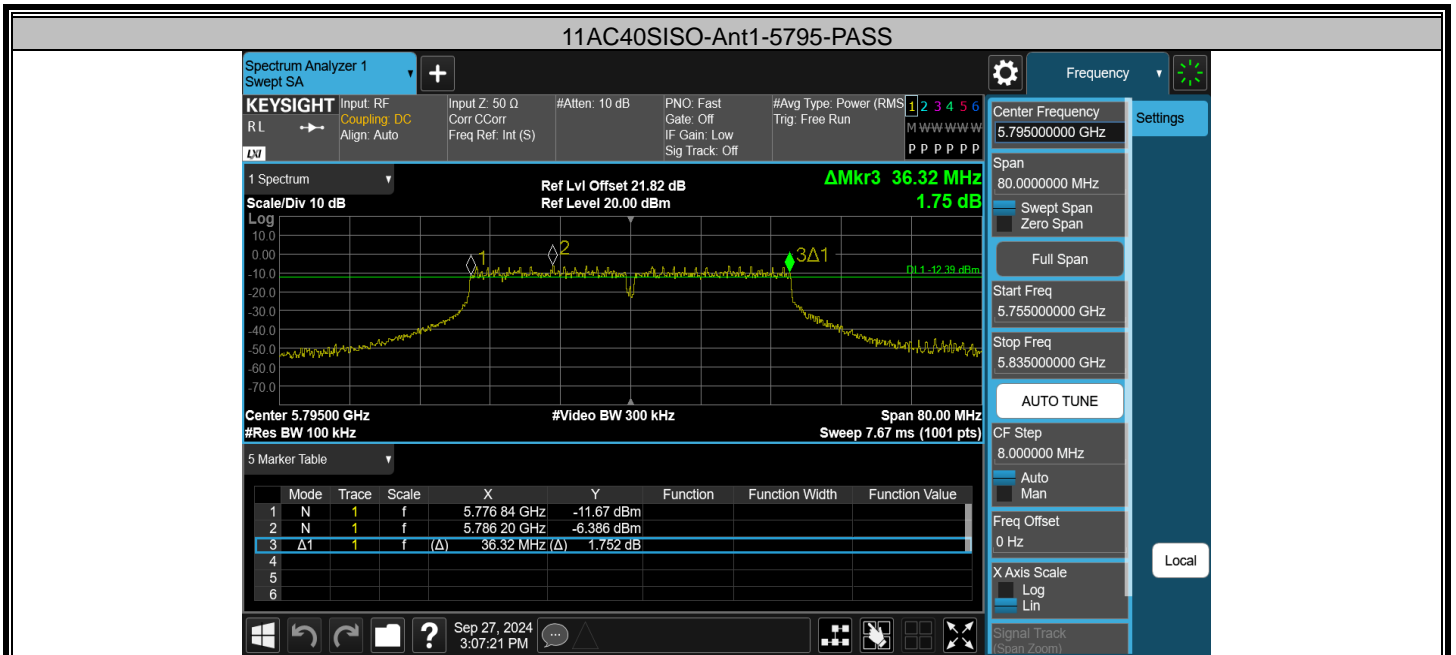 11AC40SISO-Ant1-5795-PASS
Spectrum Analyzer 1
Swept SA
+
Frequency
KEYSIGHT
RL
LXI
Input: RF
Coupling: DC
Align: Auto
Input Z: 50 Ω
Corr CCorr
Freq Ref: Int (S)
#Atten: 10 dB
PNO: Fast
Gate: Off
IF Gain: Low
Sig Track: Off
#Avg Type: Power (RMS
Trig: Free Run
1 2 3 4 5 6
M W W W W W
P P P P P P
1 Spectrum
Scale/Div 10 dB
Ref Lvl Offset 21.82 dB
Ref Level 20.00 dBm
ΔMkr3 36.32 MHz
1.75 dB
Log
10.0
0.00
-10.0
-20.0
-30.0
-40.0
-50.0
-60.0
-70.0
1
2
3Δ1
DL1 -12.39 dBm
Center 5.79500 GHz
#Res BW 100 kHz
#Video BW 300 kHz
Span 80.00 MHz
Sweep 7.67 ms (1001 pts)
5 Marker Table
Mode Trace Scale X Y Function Function Width Function Value
1 N 1 f 5.776 84 GHz -11.67 dBm
2 N 1 f 5.786 20 GHz -6.386 dBm
3 Δ1 1 f (Δ) 36.32 MHz (Δ) 1.752 dB
4
5
6
?
Sep 27, 2024
3:07:21 PM
Center Frequency
5.795000000 GHz
Span
80.0000000 MHz
Swept Span
Zero Span
Full Span
Start Freq
5.755000000 GHz
Stop Freq
5.835000000 GHz
AUTO TUNE
CF Step
8.000000 MHz
Auto
Man
Freq Offset
0 Hz
X Axis Scale
Log
Lin
Signal Track
(Span Zoom)
Settings
Local